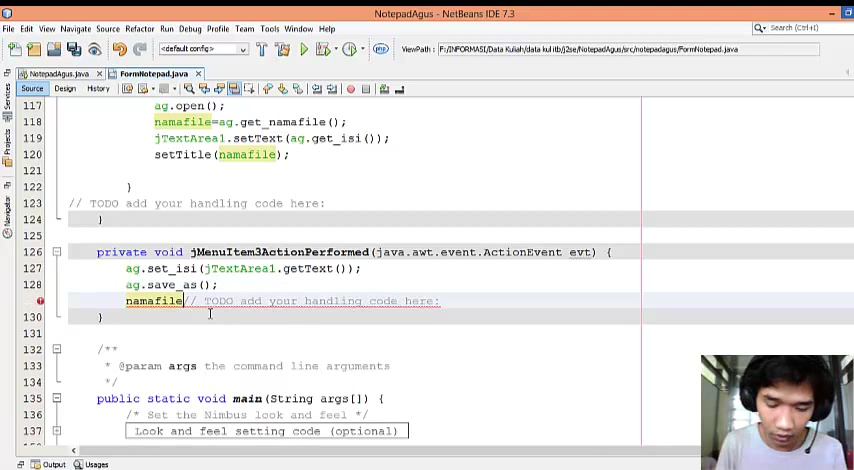 NotepadAgus - NetBeans IDE 7.3
File Edit View Navigate Source Refactor Run Debug Profile Team Tools Window Help
Search (Ctrl+I)
<default config>
ViewPath : F:/INFORMASI/Data Kuliah/data kul itb/j2se/NotepadAgus/src/notepadagus/FormNotepad.java
NotepadAgus.java FormNotepad.java
Source Design History
Services
Projects
Navigator
117 ag.open();
118 namafile=ag.get_namafile();
119 jTextArea1.setText(ag.get_isi());
120 setTitle(namafile);
121
122 }
123 // TODO add your handling code here:
124 }
125
126 private void jMenuItem3ActionPerformed(java.awt.event.ActionEvent evt) {
127 ag.set_isi(jTextArea1.getText());
128 ag.save_as();
namafile// TODO add your handling code here:
130 }
131
132 /**
133 * @param args the command line arguments
134 */
135 public static void main(String args[]) {
136 /* Set the Nimbus look and feel */
137 Look and feel setting code (optional)
Output Usages